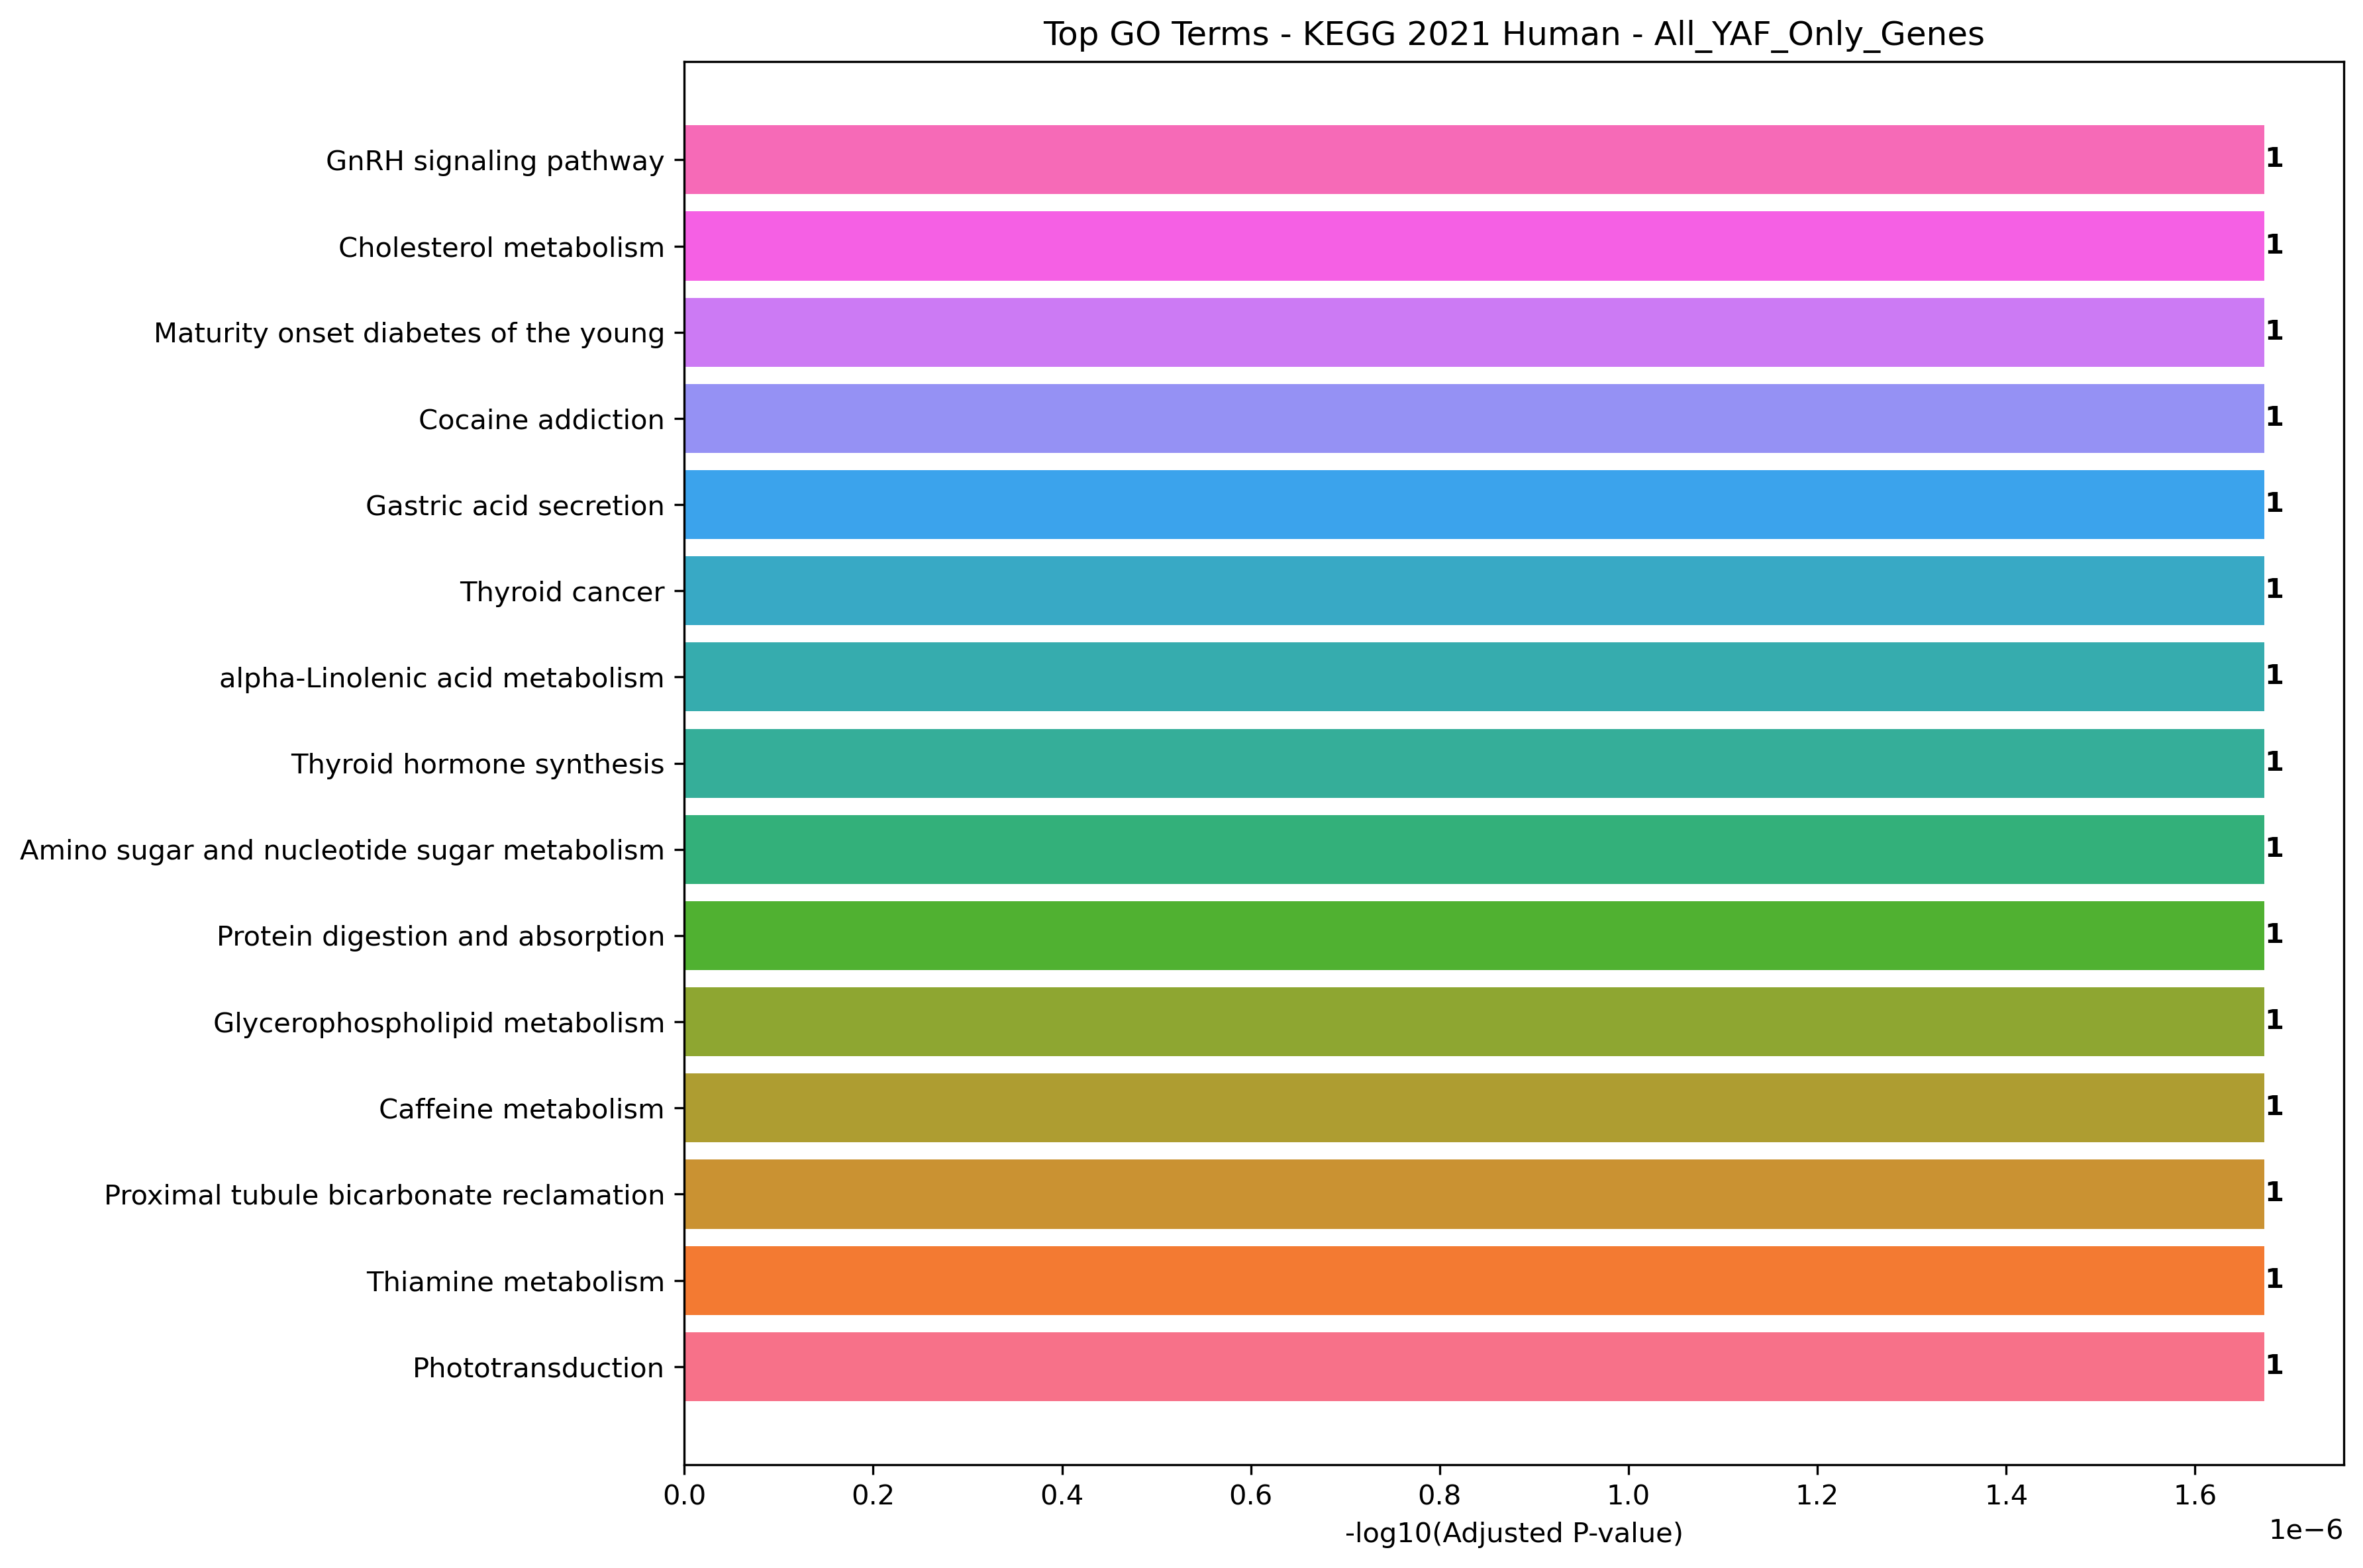 Top GO Terms - KEGG 2021 Human - All_YAF_Only_Genes
GnRH signaling pathway 1
Cholesterol metabolism 1
Maturity onset diabetes of the young 1
Cocaine addiction 1
Gastric acid secretion 1
Thyroid cancer 1
alpha-Linolenic acid metabolism 1
Thyroid hormone synthesis 1
Amino sugar and nucleotide sugar metabolism 1
Protein digestion and absorption 1
Glycerophospholipid metabolism 1
Caffeine metabolism 1
Proximal tubule bicarbonate reclamation 1
Thiamine metabolism 1
Phototransduction 1
0.0 0.2 0.4 0.6 0.8 1.0 1.2 1.4 1.6
-log10(Adjusted P-value)
1e−6